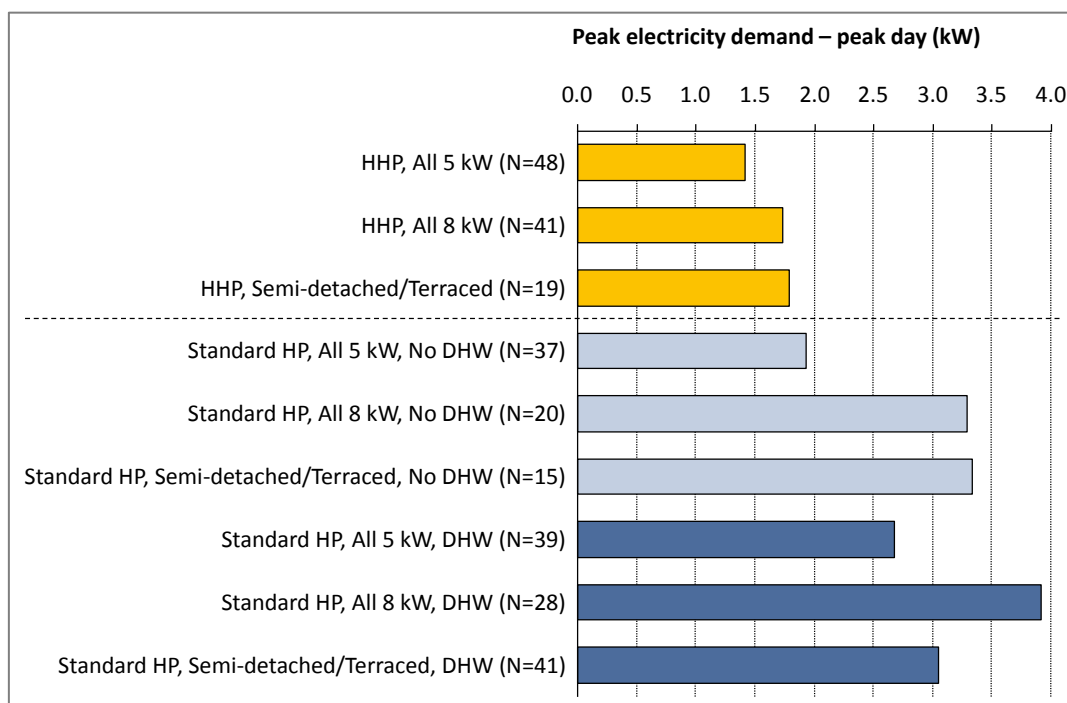 Peak electricity demand – peak day (kW)
0.0 0.5 1.0 1.5 2.0 2.5 3.0 3.5 4.0
HHP, All 5 kW (N=48)
HHP, All 8 kW (N=41)
HHP, Semi-detached/Terraced (N=19)
Standard HP, All 5 kW, No DHW (N=37)
Standard HP, All 8 kW, No DHW (N=20)
Standard HP, Semi-detached/Terraced, No DHW (N=15)
Standard HP, All 5 kW, DHW (N=39)
Standard HP, All 8 kW, DHW (N=28)
Standard HP, Semi-detached/Terraced, DHW (N=41)